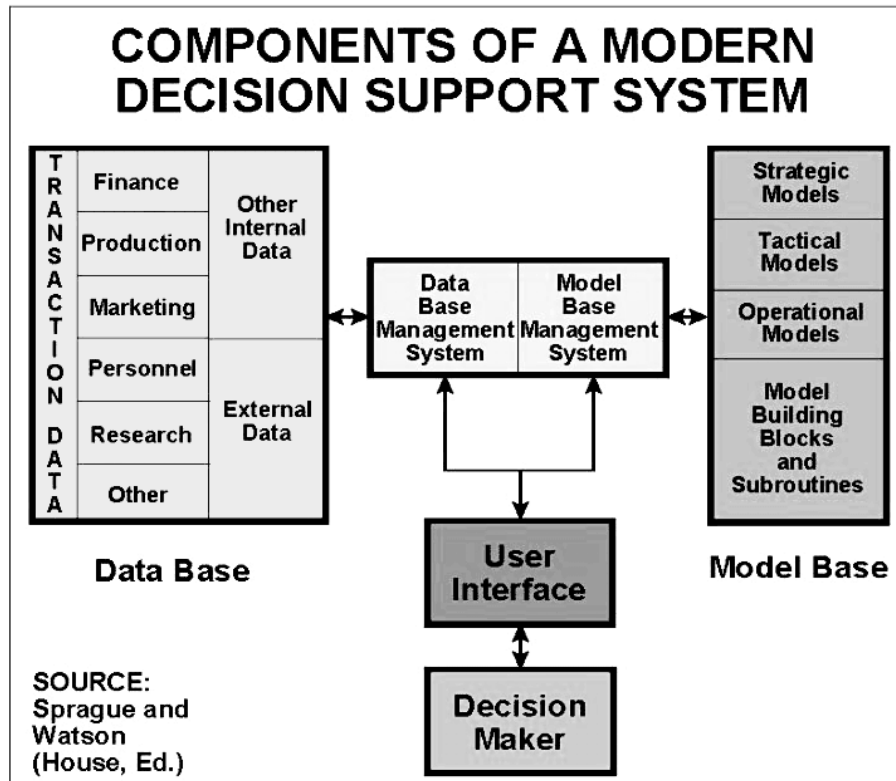 COMPONENTS OF A MODERN
DECISION SUPPORT SYSTEM
TRANSACTION DATA
Finance
Production
Marketing
Personnel
Research
Other
Other
Internal
Data
External
Data
Data Base
Data
Base
Management
System
Model
Base
Management
System
Strategic
Models
Tactical
Models
Operational
Models
Model
Building
Blocks
and
Subroutines
Model Base
User
Interface
Decision
Maker
SOURCE:
Sprague and
Watson
(House, Ed.)